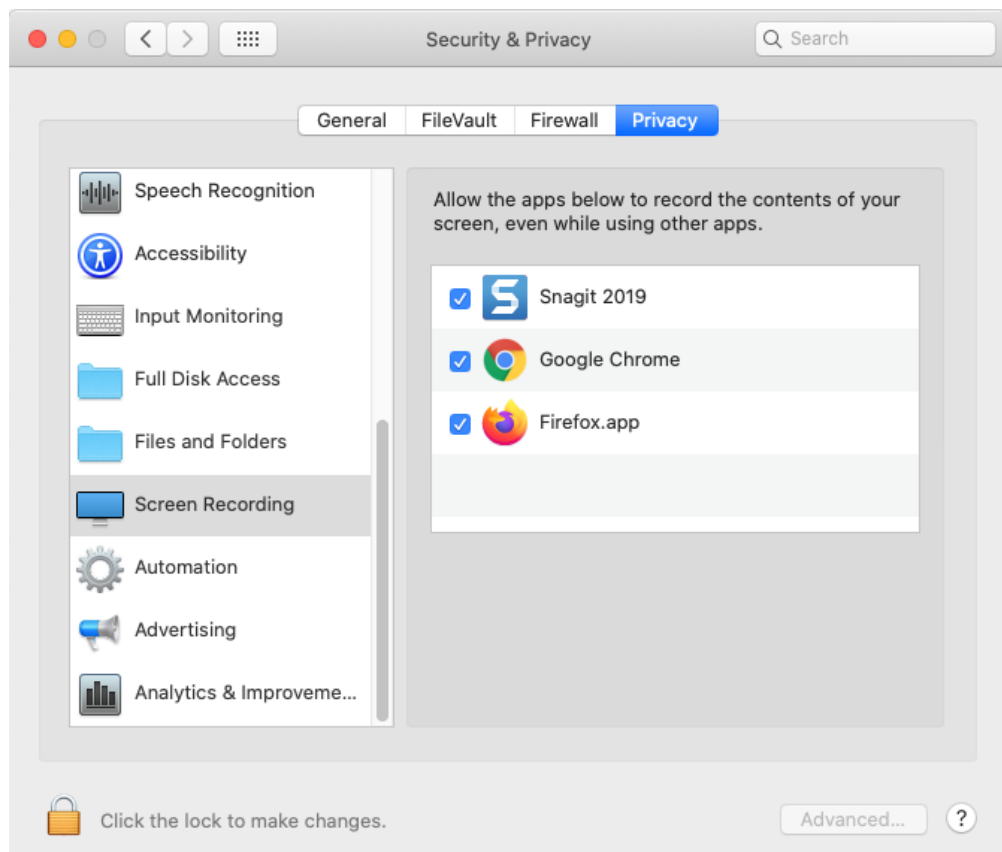 Security & Privacy
Search
General
FileVault
Firewall
Privacy
Speech Recognition
Accessibility
Input Monitoring
Full Disk Access
Files and Folders
Screen Recording
Automation
Advertising
Analytics & Improveme...
Allow the apps below to record the contents of your
screen, even while using other apps.
Snagit 2019
Google Chrome
Firefox.app
Click the lock to make changes.
Advanced...
?